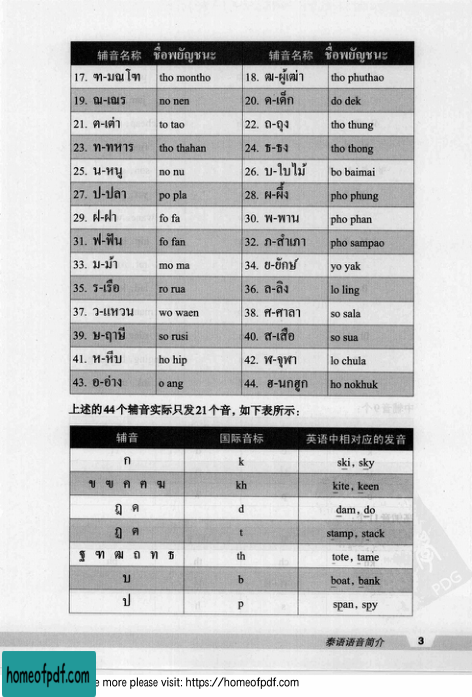 辅音名称 ชื่อพยัญชนะ 辅音名称 ชื่อพยัญชนะ
17. ฑ-มณโฑ tho montho 18. ฒ-ผู้เฒ่า tho phuthao
19. ณ-เณร no nen 20. ด-เด็ก do dek
21. ต-เต่า to tao 22. ถ-ถุง tho thung
23. ท-ทหาร tho thahan 24. ธ-ธง tho thong
25. น-หนู no nu 26. บ-ใบไม้ bo baimai
27. ป-ปลา po pla 28. ผ-ผึ้ง pho phung
29. ฝ-ฝา fo fa 30. พ-พาน pho phan
31. ฟ-ฟัน fo fan 32. ภ-สำเภา pho sampao
33. ม-ม้า mo ma 34. ย-ยักษ์ yo yak
35. ร-เรือ ro rua 36. ล-ลิง lo ling
37. ว-แหวน wo waen 38. ศ-ศาลา so sala
39. ษ-ฤาษี so rusi 40. ส-เสือ so sua
41. ห-หีบ ho hip 42. ฬ-จุฬา lo chula
43. อ-อ่าง o ang 44. ฮ-นกฮูก ho nokhuk
上述的44个辅音实际只发21个音，如下表所示：
辅音 国际音标 英语中相对应的发音
ก k ski, sky
ข ฃ ค ฅ ฆ kh kite, keen
ฎ ด d dam, do
ฏ ต t stamp, stack
ฐ ฑ ฒ ถ ท ธ th tote, tame
บ b boat, bank
ป p span, spy
泰语语音简介 3
homeofpdf.com
e more please visit: https://homeofpdf.com
PDG